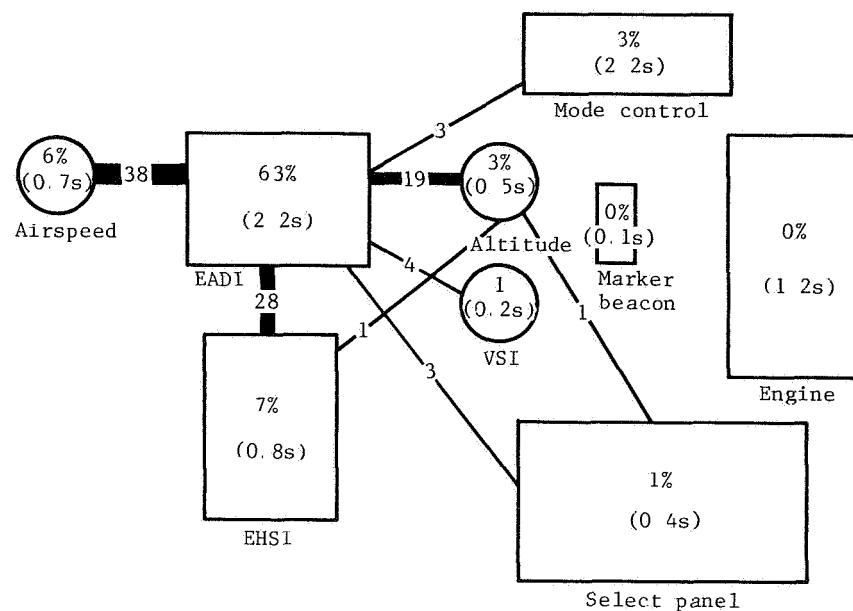 3%
(2 2s)
Mode control
3
6%
(0.7s)
Airspeed
38
63%
(2 2s)
EADI
19
3%
(0 5s)
Altitude
0%
(0.1s)
Marker
beacon
0%
(1 2s)
Engine
4
28
1
(0.2s)
VSI
1
1
3
7%
(0.8s)
EHSI
1%
(0 4s)
Select panel